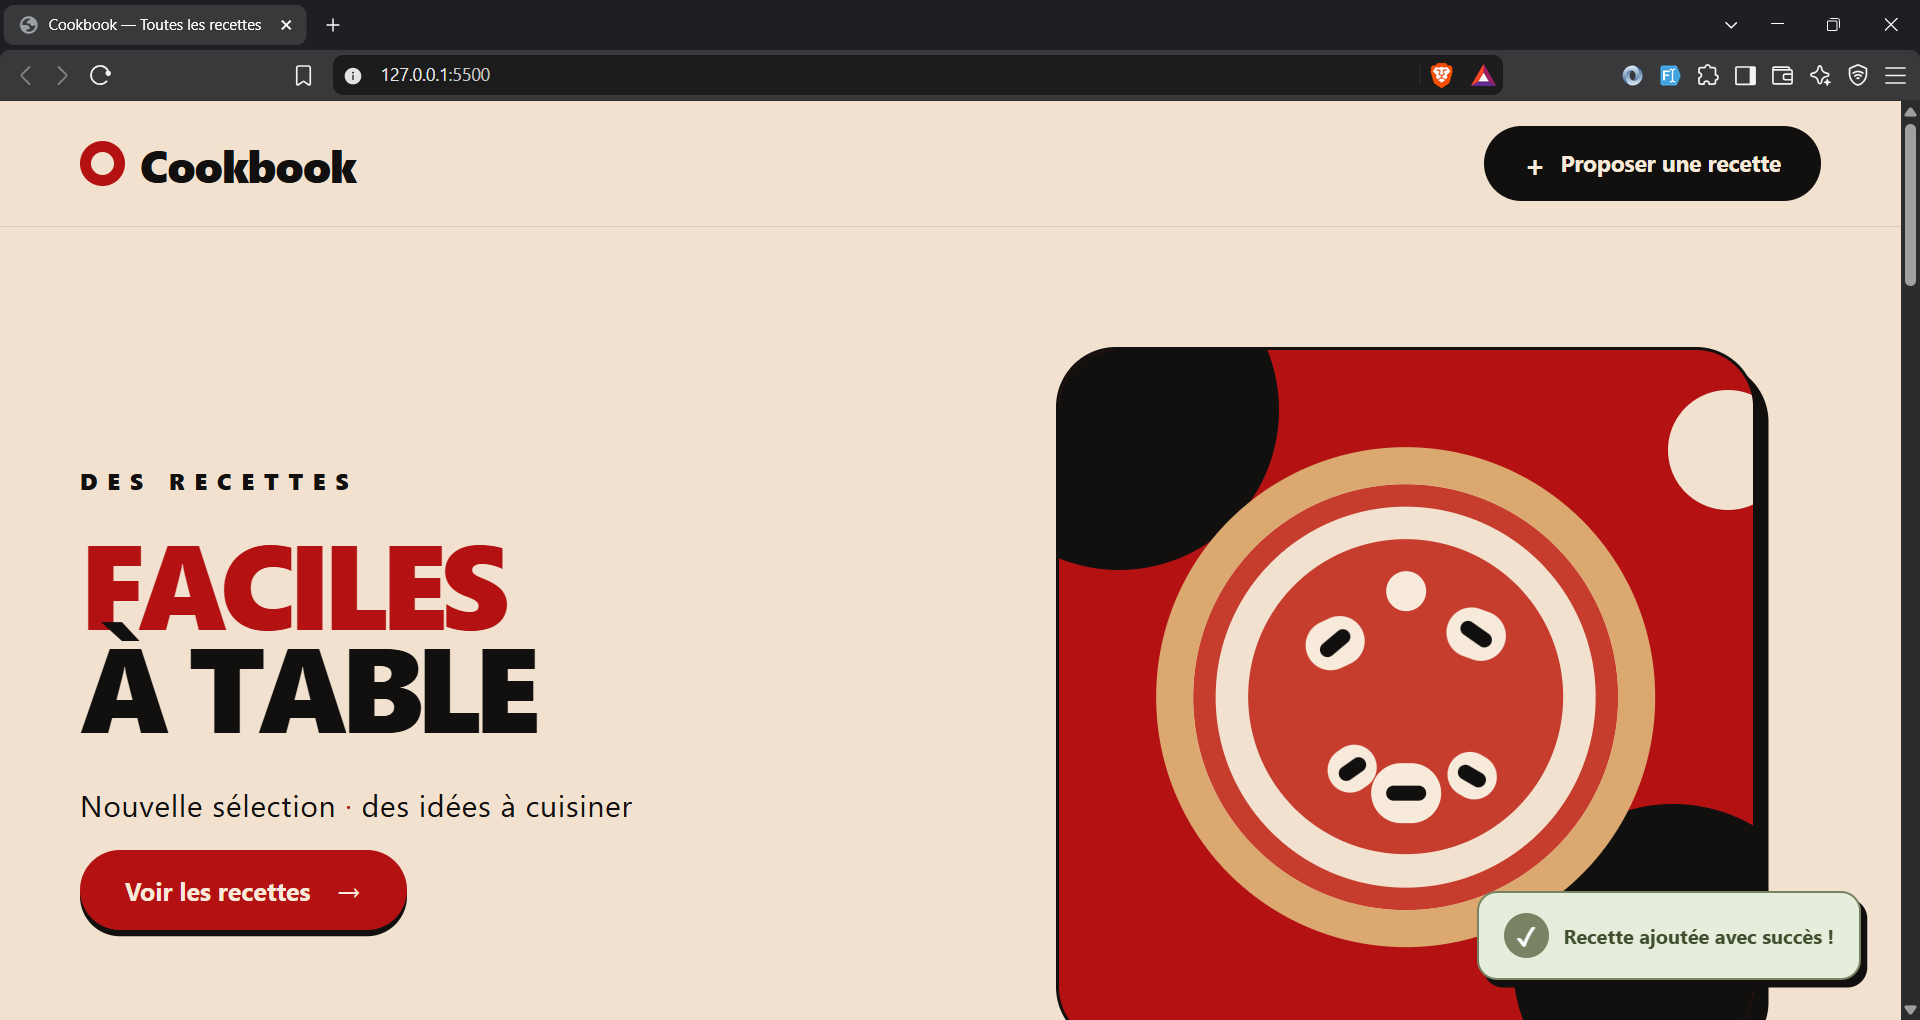 Cookbook — Toutes les recettes
127.0.0.1:5500
Cookbook
+ Proposer une recette
DES RECETTES
FACILES
À TABLE
Nouvelle sélection · des idées à cuisiner
Voir les recettes →
✓ Recette ajoutée avec succès !